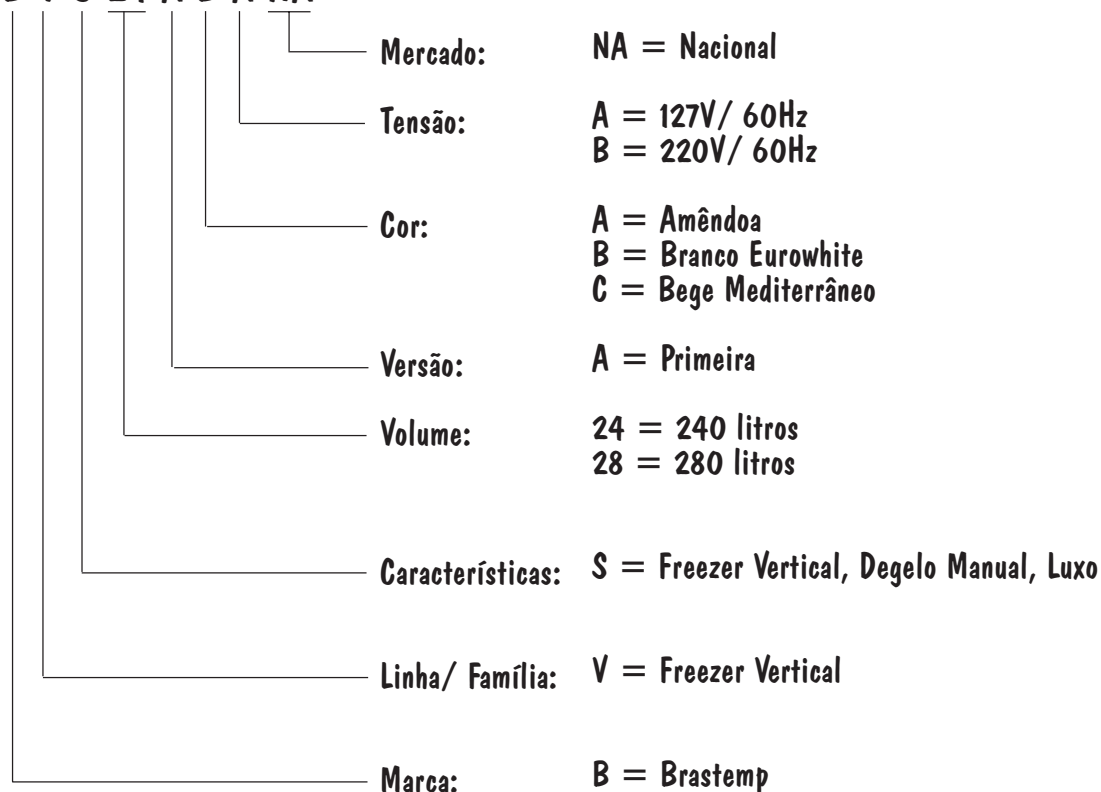 Mercado: NA = Nacional
Tensão: A = 127V/ 60Hz
B = 220V/ 60Hz
Cor: A = Amêndoa
B = Branco Eurowhite
C = Bege Mediterrâneo
Versão: A = Primeira
Volume: 24 = 240 litros
28 = 280 litros
Características: S = Freezer Vertical, Degelo Manual, Luxo
Linha/ Família: V = Freezer Vertical
Marca: B = Brastemp